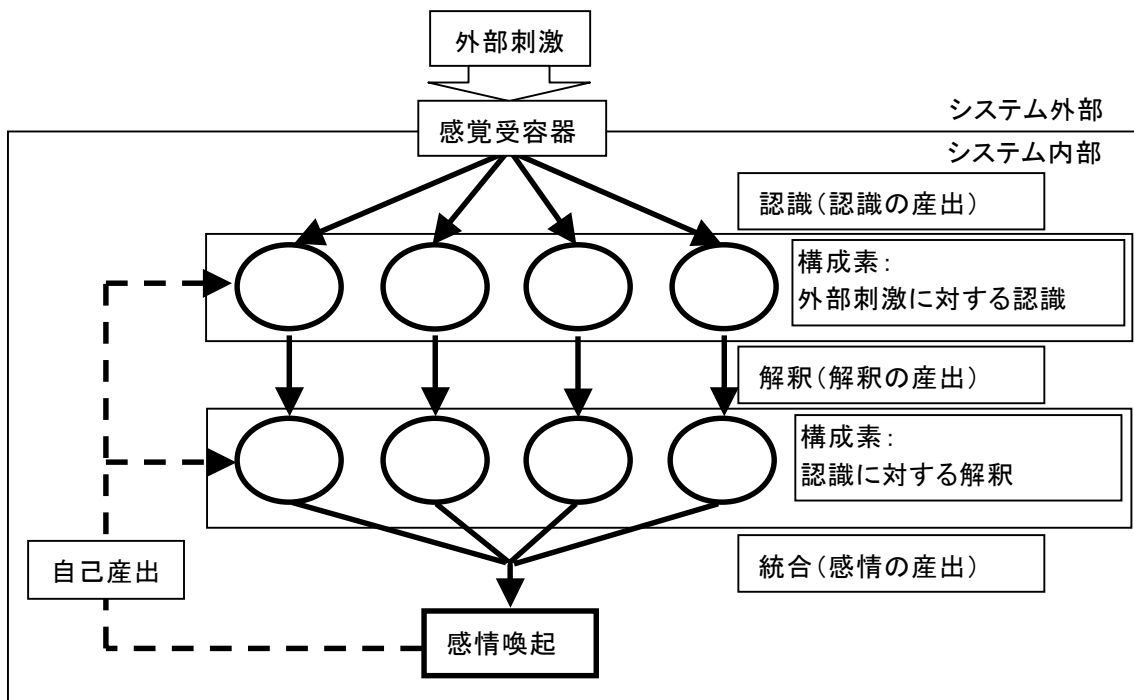 外部刺激
システム外部
感覚受容器
システム内部
認識(認識の産出)
構成素:
外部刺激に対する認識
解釈(解釈の産出)
構成素:
認識に対する解釈
自己産出
統合(感情の産出)
感情喚起